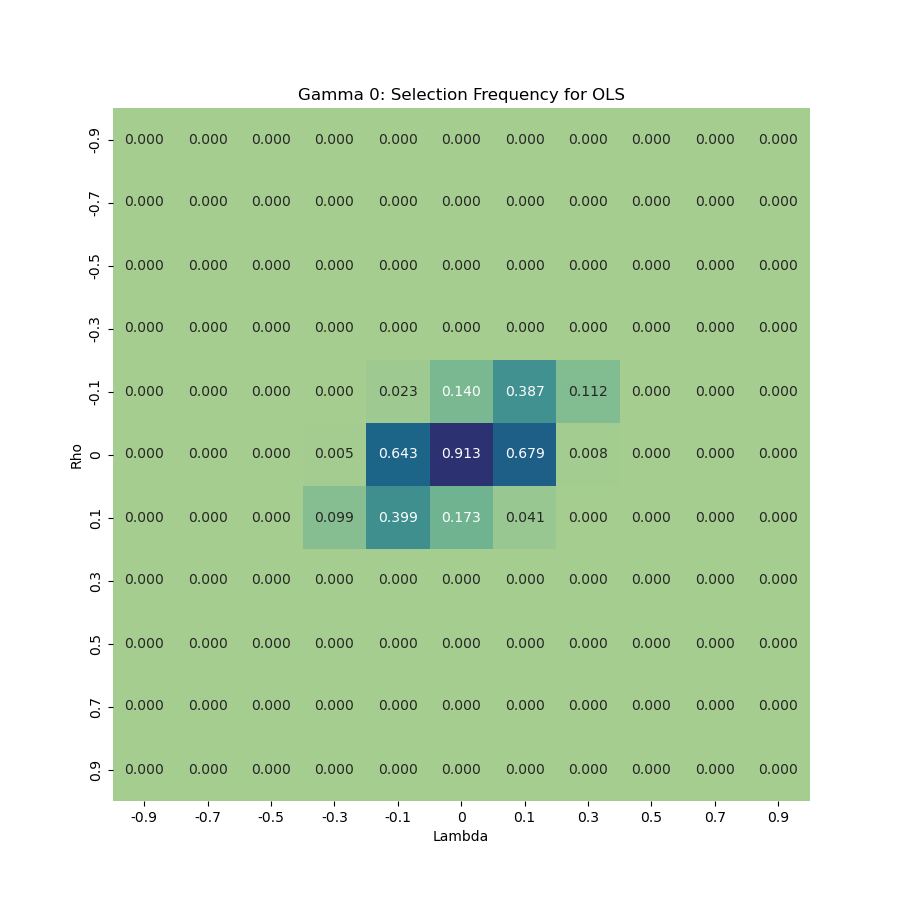 Gamma 0: Selection Frequency for OLS
-0.9 0.000 0.000 0.000 0.000 0.000 0.000 0.000 0.000 0.000 0.000 0.000
-0.7 0.000 0.000 0.000 0.000 0.000 0.000 0.000 0.000 0.000 0.000 0.000
-0.5 0.000 0.000 0.000 0.000 0.000 0.000 0.000 0.000 0.000 0.000 0.000
-0.3 0.000 0.000 0.000 0.000 0.000 0.000 0.000 0.000 0.000 0.000 0.000
-0.1 0.000 0.000 0.000 0.000 0.023 0.140 0.387 0.112 0.000 0.000 0.000
Rho
0 0.000 0.000 0.000 0.005 0.643 0.913 0.679 0.008 0.000 0.000 0.000
0.1 0.000 0.000 0.000 0.099 0.399 0.173 0.041 0.000 0.000 0.000 0.000
0.3 0.000 0.000 0.000 0.000 0.000 0.000 0.000 0.000 0.000 0.000 0.000
0.5 0.000 0.000 0.000 0.000 0.000 0.000 0.000 0.000 0.000 0.000 0.000
0.7 0.000 0.000 0.000 0.000 0.000 0.000 0.000 0.000 0.000 0.000 0.000
0.9 0.000 0.000 0.000 0.000 0.000 0.000 0.000 0.000 0.000 0.000 0.000
-0.9 -0.7 -0.5 -0.3 -0.1 0 0.1 0.3 0.5 0.7 0.9
Lambda